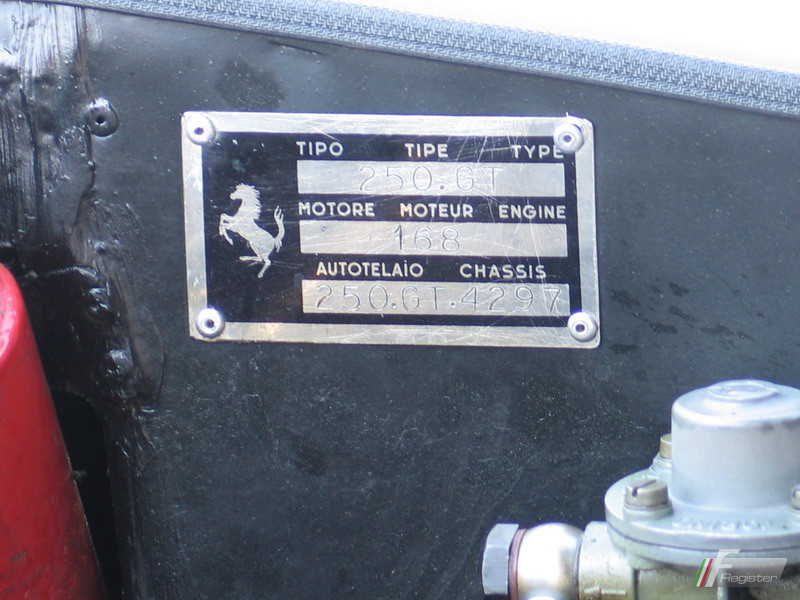 TIPO TIPE TYPE
250.GT
MOTORE MOTEUR ENGINE
168
AUTOTELAIO CHASSIS
250.GT.4297
F
Register